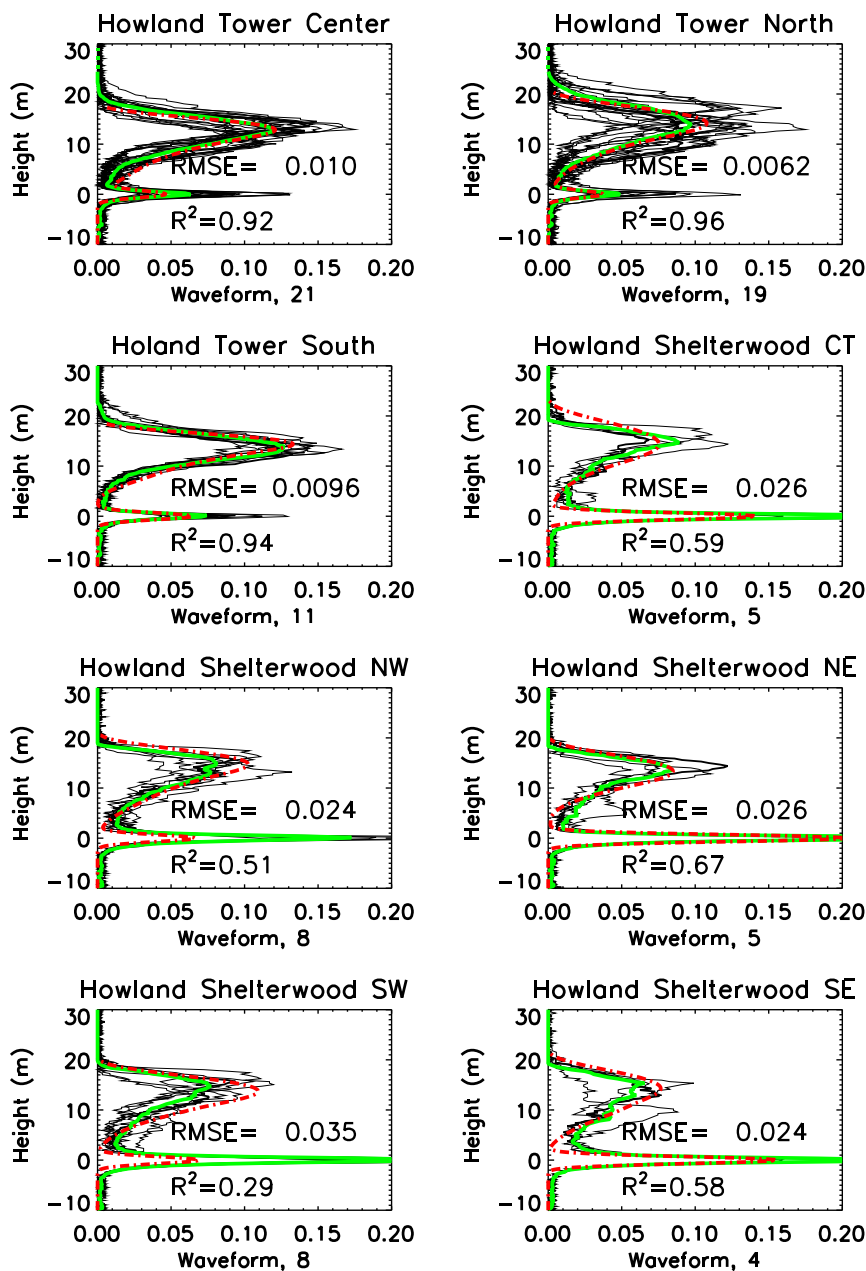 Howland Tower Center
Height (m)
30
20
10
0
−10
RMSE= 0.010
R²=0.92
0.00 0.05 0.10 0.15 0.20
Waveform, 21
Howland Tower North
Height (m)
30
20
10
0
−10
RMSE= 0.0062
R²=0.96
0.00 0.05 0.10 0.15 0.20
Waveform, 19
Holand Tower South
Height (m)
30
20
10
0
−10
RMSE= 0.0096
R²=0.94
0.00 0.05 0.10 0.15 0.20
Waveform, 11
Howland Shelterwood CT
Height (m)
30
20
10
0
−10
RMSE= 0.026
R²=0.59
0.00 0.05 0.10 0.15 0.20
Waveform, 5
Howland Shelterwood NW
Height (m)
30
20
10
0
−10
RMSE= 0.024
R²=0.51
0.00 0.05 0.10 0.15 0.20
Waveform, 8
Howland Shelterwood NE
Height (m)
30
20
10
0
−10
RMSE= 0.026
R²=0.67
0.00 0.05 0.10 0.15 0.20
Waveform, 5
Howland Shelterwood SW
Height (m)
30
20
10
0
−10
RMSE= 0.035
R²=0.29
0.00 0.05 0.10 0.15 0.20
Waveform, 8
Howland Shelterwood SE
Height (m)
30
20
10
0
−10
RMSE= 0.024
R²=0.58
0.00 0.05 0.10 0.15 0.20
Waveform, 4